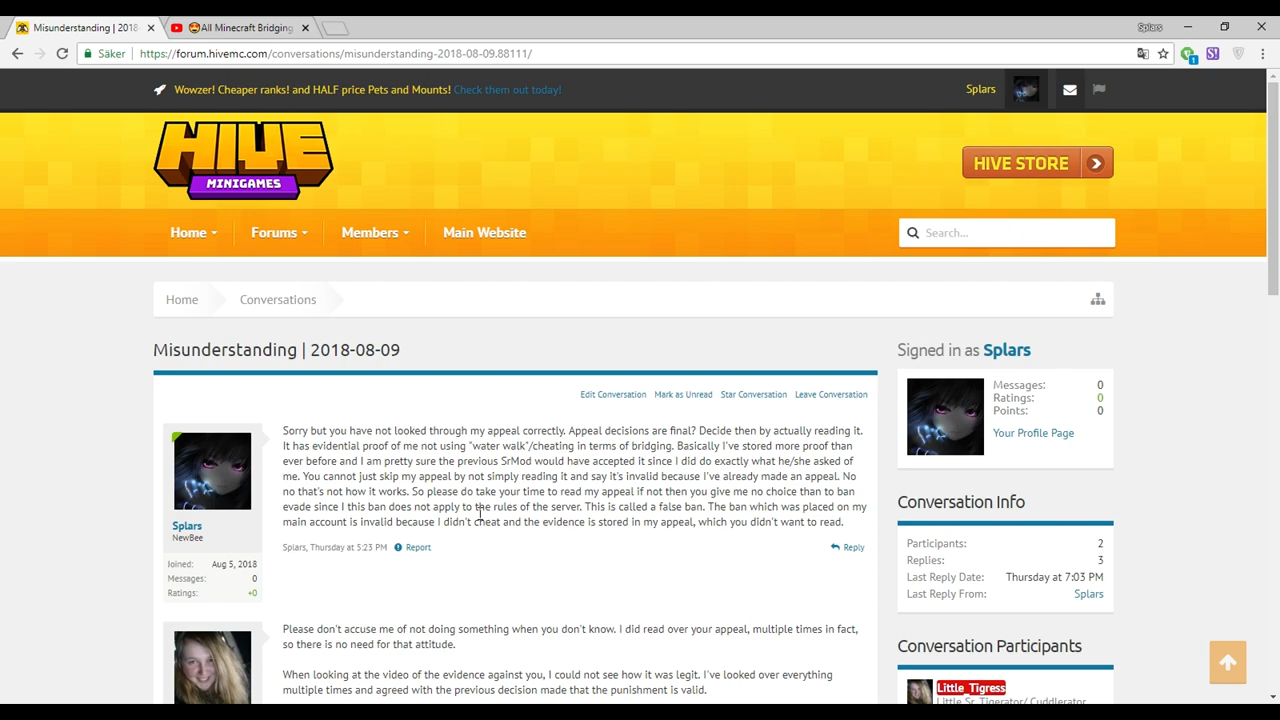 Misunderstanding | 2018
😍All Minecraft Bridging
Splars
Säker
https://forum.hivemc.com/conversations/misunderstanding-2018-08-09.88111/
1
Wowzer! Cheaper ranks! and HALF price Pets and Mounts! Check them out today!
Splars
HIVE
MINIGAMES
HIVE STORE
Home
Forums
Members
Main Website
Search...
Home
Conversations
Misunderstanding | 2018-08-09
Edit Conversation
Mark as Unread
Star Conversation
Leave Conversation
Sorry but you have not looked through my appeal correctly. Appeal decisions are final? Decide then by actually reading it.
It has evidential proof of me not using "water walk"/cheating in terms of bridging. Basically I've stored more proof than
ever before and I am pretty sure the previous SrMod would have accepted it since I did do exactly what he/she asked of
me. You cannot just skip my appeal by not simply reading it and say it's invalid because I've already made an appeal. No
no that's not how it works. So please do take your time to read my appeal if not then you give me no choice than to ban
evade since I this ban does not apply to the rules of the server. This is called a false ban. The ban which was placed on my
main account is invalid because I didn't cheat and the evidence is stored in my appeal, which you didn't want to read.
Splars
NewBee
Joined: Aug 5, 2018
Messages: 0
Ratings: +0
Splars, Thursday at 5:23 PM
Report
Reply
Please don't accuse me of not doing something when you don't know. I did read over your appeal, multiple times in fact,
so there is no need for that attitude.
When looking at the video of the evidence against you, I could not see how it was legit. I've looked over everything
multiple times and agreed with the previous decision made that the punishment is valid.
Signed in as Splars
Messages: 0
Ratings: 0
Points: 0
Your Profile Page
Conversation Info
Participants: 2
Replies: 3
Last Reply Date: Thursday at 7:03 PM
Last Reply From: Splars
Conversation Participants
Little_Tigress
Little Sr. Tigerator/ Cuddlerator